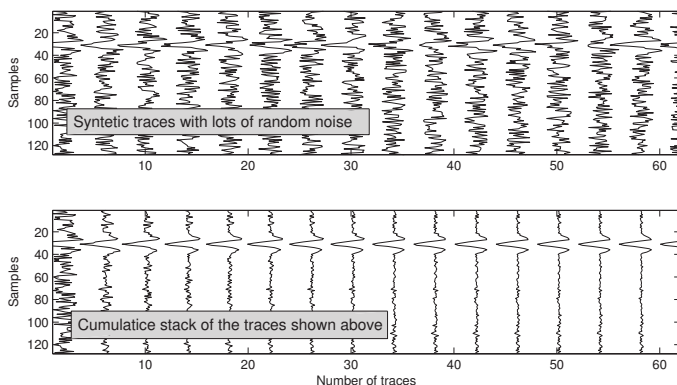 20
40
60
80
100
120
Samples
Syntetic traces with lots of random noise
10 20 30 40 50 60
20
40
60
80
100
120
Samples
Cumulatice stack of the traces shown above
10 20 30 40 50 60
Number of traces